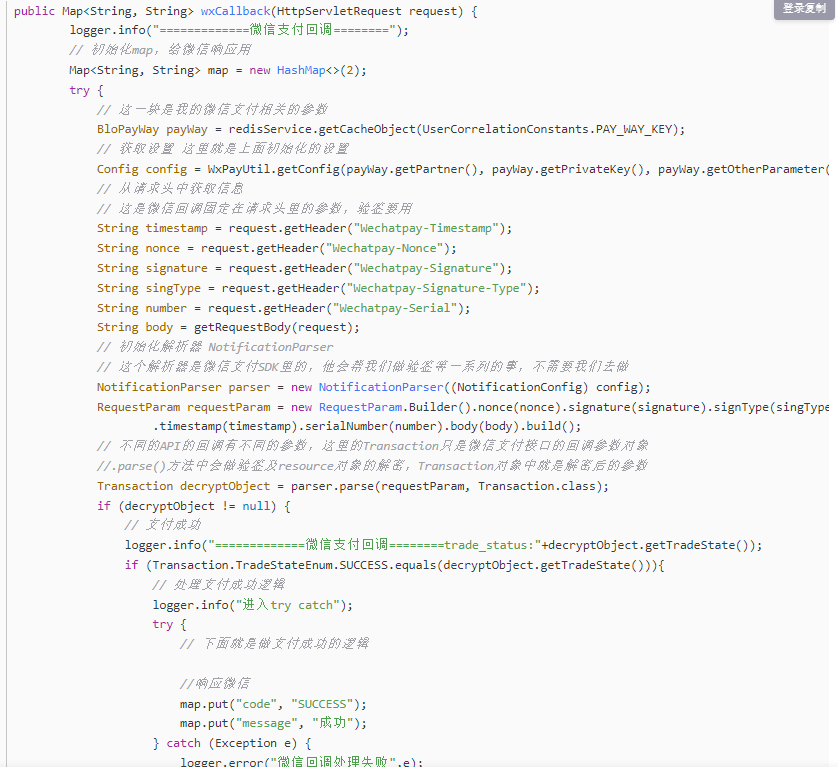 登录复制
public Map<String, String> wxCallback(HttpServletRequest request) {
logger.info("=============微信支付回调========");
// 初始化map，给微信响应用
Map<String, String> map = new HashMap<>(2);
try {
// 这一块是我的微信支付相关的参数
BloPayWay payWay = redisService.getCacheObject(UserCorrelationConstants.PAY_WAY_KEY);
// 获取设置 这里就是上面初始化的设置
Config config = WxPayUtil.getConfig(payWay.getPartner(), payWay.getPrivateKey(), payWay.getOtherParameter(
// 从请求头中获取信息
// 这是微信回调固定在请求头里的参数，验签要用
String timestamp = request.getHeader("Wechatpay-Timestamp");
String nonce = request.getHeader("Wechatpay-Nonce");
String signature = request.getHeader("Wechatpay-Signature");
String singType = request.getHeader("Wechatpay-Signature-Type");
String number = request.getHeader("Wechatpay-Serial");
String body = getRequestBody(request);
// 初始化解析器 NotificationParser
// 这个解析器是微信支付SDK里的，他会帮我们做验签等一系列的事，不需要我们去做
NotificationParser parser = new NotificationParser((NotificationConfig) config);
RequestParam requestParam = new RequestParam.Builder().nonce(nonce).signature(signature).signType(singType
.timestamp(timestamp).serialNumber(number).body(body).build();
// 不同的API的回调有不同的参数，这里的Transaction只是微信支付接口的回调参数对象
//.parse()方法中会做验签及resource对象的解密，Transaction对象中就是解密后的参数
Transaction decryptObject = parser.parse(requestParam, Transaction.class);
if (decryptObject != null) {
// 支付成功
logger.info("=============微信支付回调========trade_status:"+decryptObject.getTradeState());
if (Transaction.TradeStateEnum.SUCCESS.equals(decryptObject.getTradeState())){
// 处理支付成功逻辑
logger.info("进入try catch");
try {
// 下面就是做支付成功的逻辑
//响应微信
map.put("code", "SUCCESS");
map.put("message", "成功");
} catch (Exception e) {
logger.error("微信回调处理失败",e);